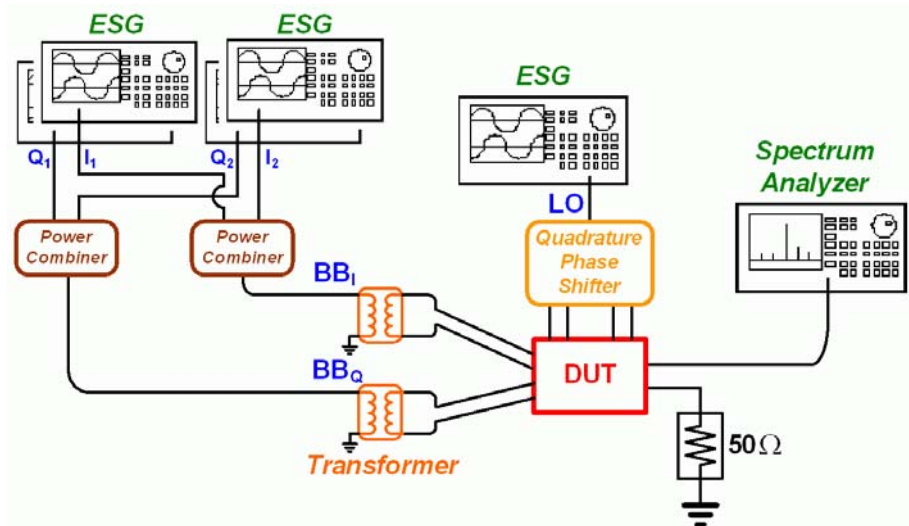 ESG
ESG
ESG
Q1
I1
Q2
I2
Spectrum
Analyzer
LO
Power
Combiner
Power
Combiner
Quadrature
Phase
Shifter
BBI
DUT
BBQ
Transformer
50Ω